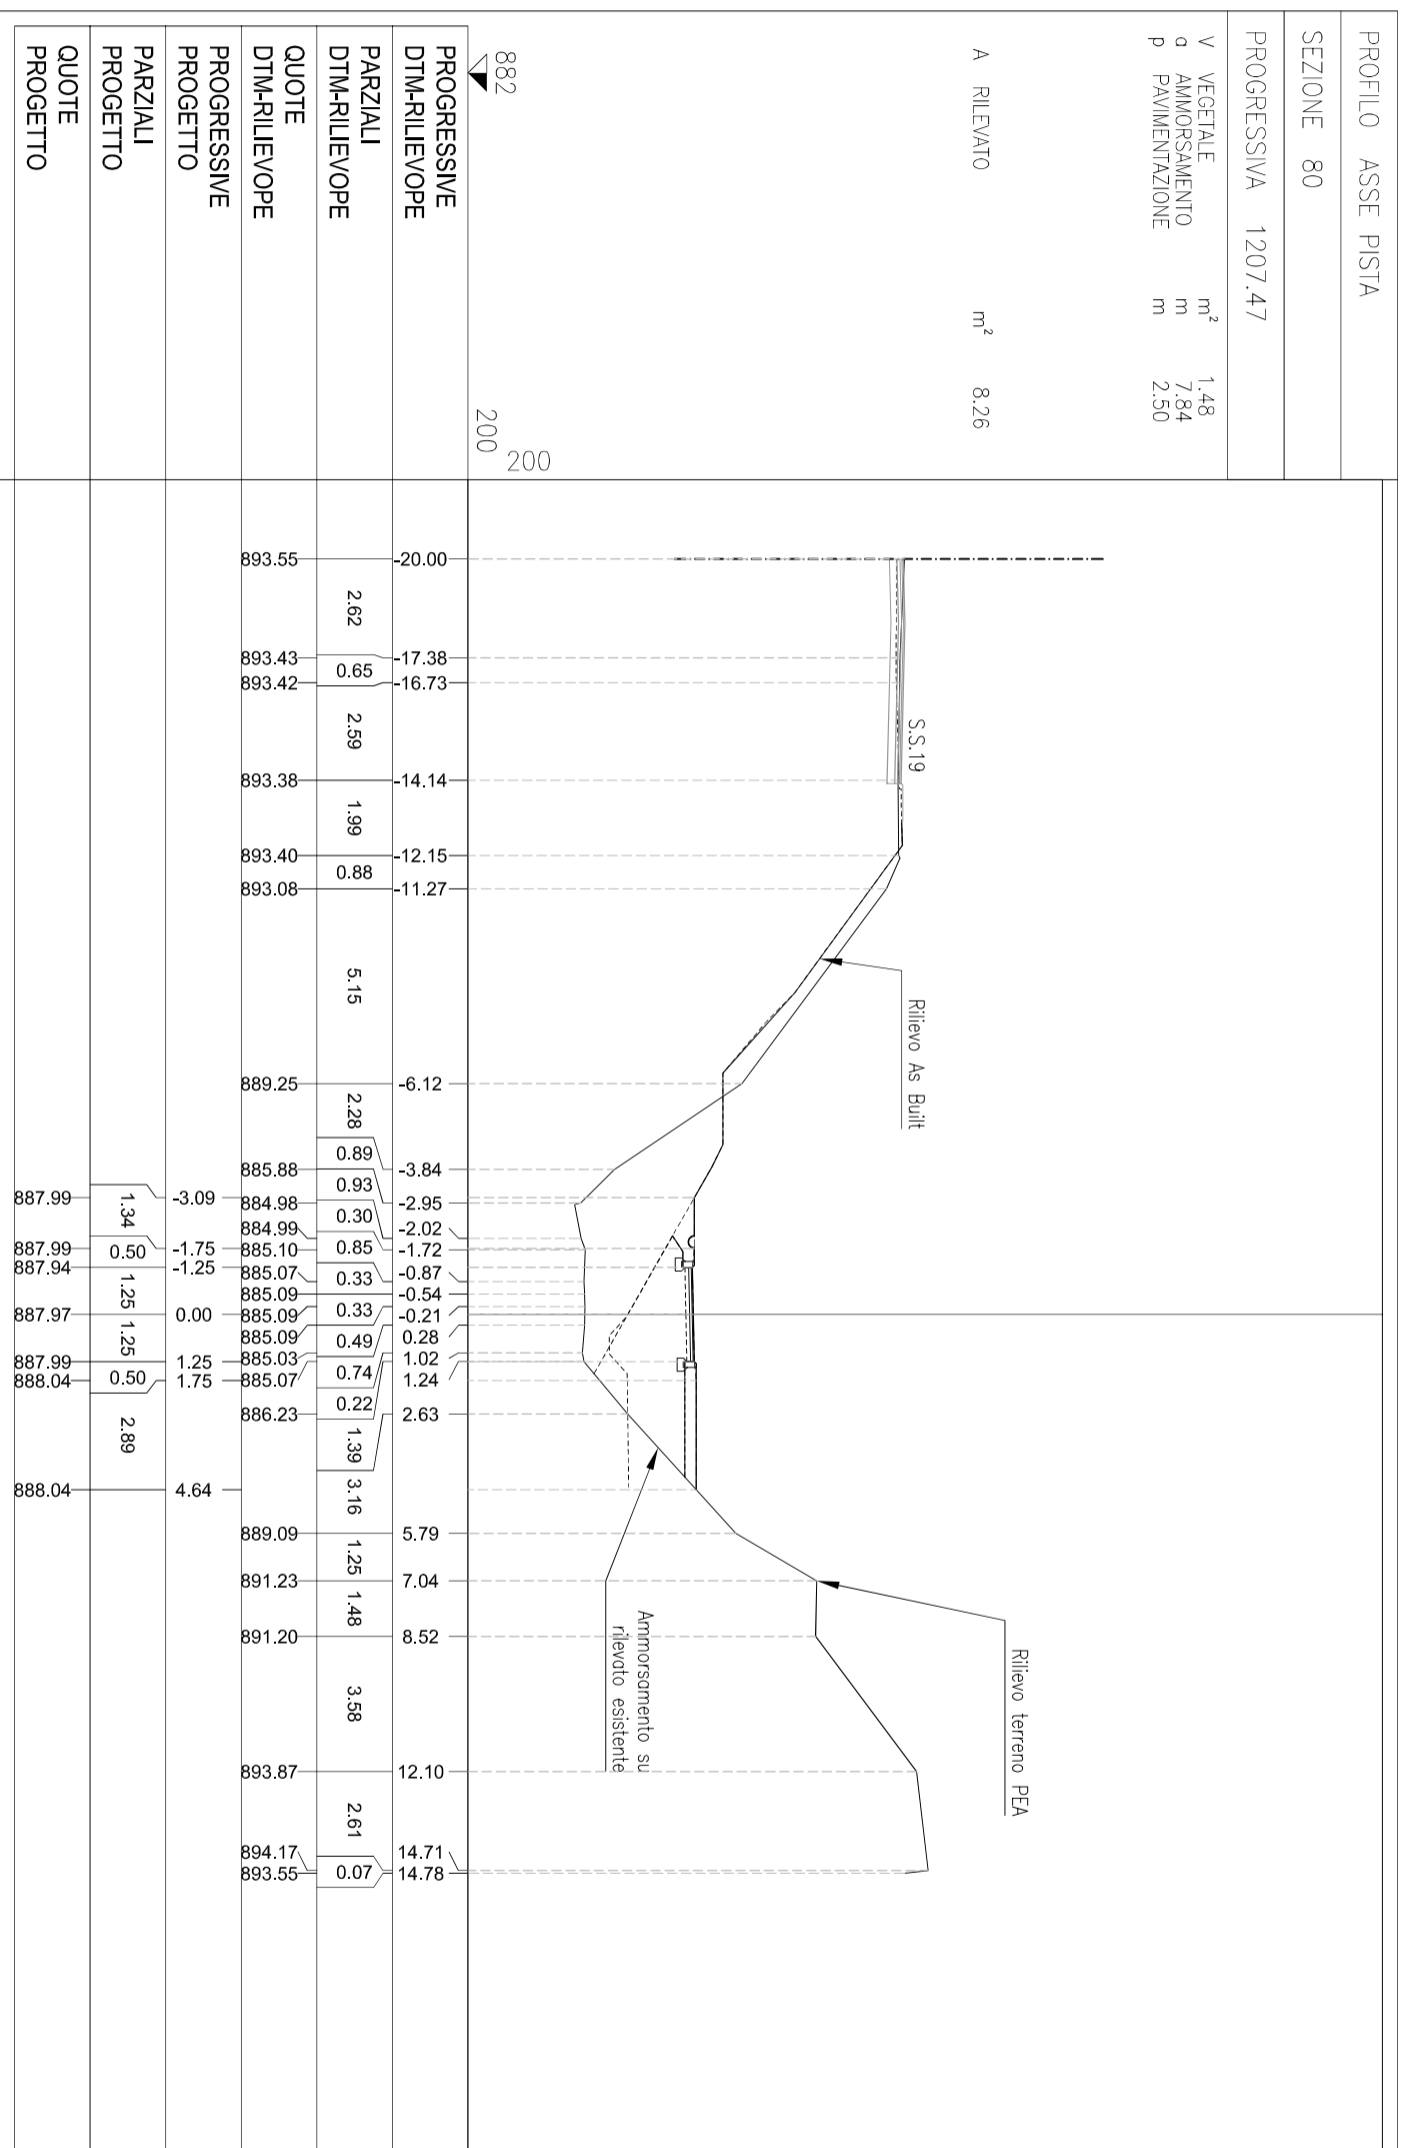 PROFILO ASSE PISTA
SEZIONE 80
PROGRESSIVA 1207.47
V VEGETALE m² 1.48
a AMMORSAMENTO m 7.84
p PAVIMENTAZIONE m 2.50
A RILEVATO m² 8.26
S.S.19
Rilievo As Built
Rilievo terreno PEA
Ammorsamento su
rilevato esistente
200
200
882
PROGRESSIVE
DTM-RILIEVOPE
-20.00 -17.38 -16.73 -14.14 -12.15 -11.27 -6.12 -3.84 -2.95 -2.02 -1.72 -0.87 -0.54 -0.21 0.28 1.02 1.24 2.63 5.79 7.04 8.52 12.10 14.71 14.78
PARZIALI
DTM-RILIEVOPE
2.62 0.65 2.59 1.99 0.88 5.15 2.28 0.89 0.93 0.30 0.85 0.33 0.33 0.49 0.74 0.22 1.39 3.16 1.25 1.48 3.58 2.61 0.07
QUOTE
DTM-RILIEVOPE
893.55 893.43 893.42 893.38 893.40 893.08 889.25 885.88 884.98 884.99 885.10 885.07 885.09 885.09 885.09 885.03 885.07 886.23 889.09 891.23 891.20 893.87 894.17 893.55
PROGRESSIVE
PROGETTO
-3.09 -1.75 -1.25 0.00 1.25 1.75 4.64
PARZIALI
PROGETTO
1.34 0.50 1.25 1.25 0.50 2.89
QUOTE
PROGETTO
887.99 887.99 887.94 887.97 887.99 888.04 888.04